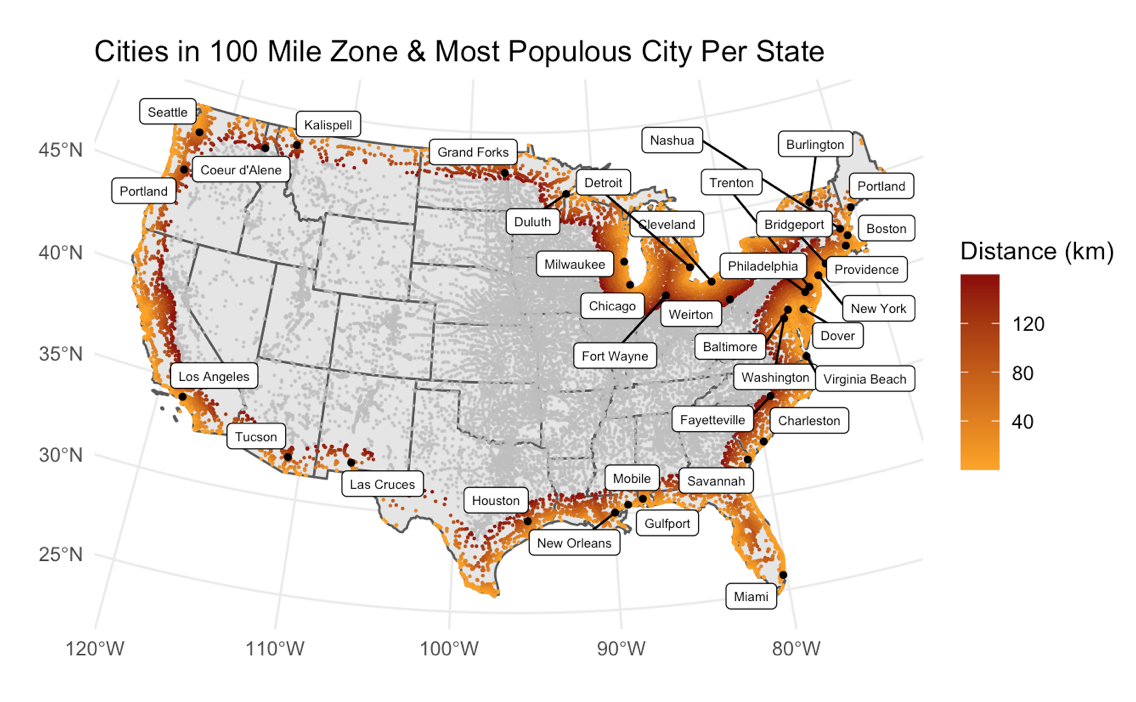 Cities in 100 Mile Zone & Most Populous City Per State
Seattle
Kalispell
Nashua
Burlington
45°N
Grand Forks
Coeur d'Alene
Detroit
Trenton
Portland
Portland
Duluth
Cleveland
Bridgeport
Boston
40°N
Milwaukee
Philadelphia
Providence
Distance (km)
Chicago
Weirton
New York
120
Dover
35°N
Fort Wayne
Baltimore
80
Los Angeles
Washington
Virginia Beach
40
Fayetteville
Charleston
Tucson
30°N
Las Cruces
Mobile
Savannah
Houston
Gulfport
New Orleans
25°N
Miami
120°W
110°W
100°W
90°W
80°W